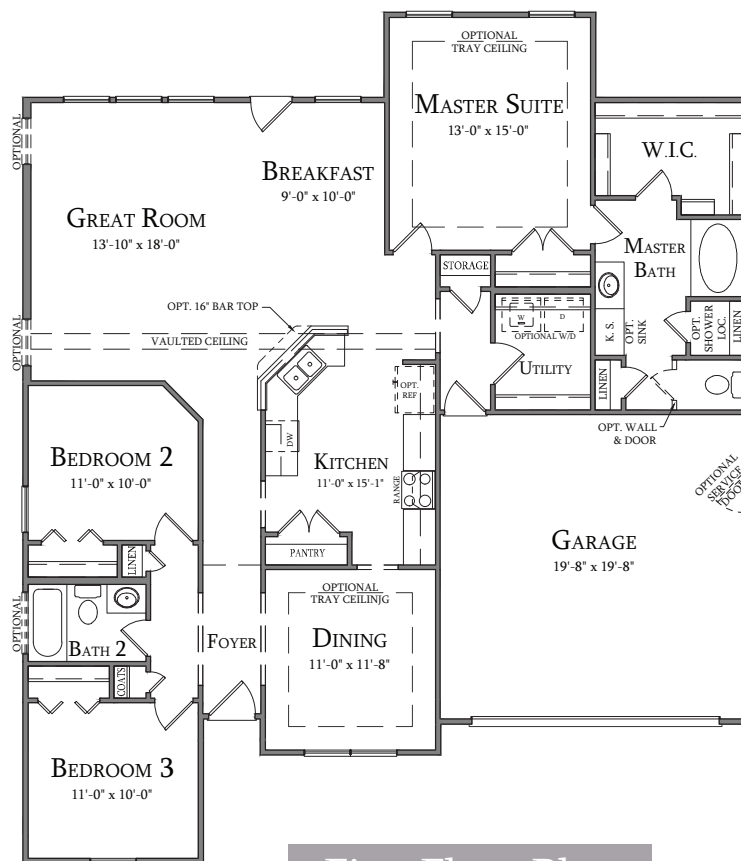 OPTIONAL
TRAY CEILING
MASTER SUITE
13'-0" x 15'-0"
W.I.C.
OPTIONAL
BREAKFAST
9'-0" x 10'-0"
GREAT ROOM
13'-10" x 18'-0"
MASTER
BATH
STORAGE
OPT. 16" BAR TOP
W
D
OPTIONAL W/D
UTILITY
K. S.
OPT.
SINK
OPT.
SHOWER
LOC.
LINEN
OPTIONAL
VAULTED CEILING
LINEN
OPT. WALL
& DOOR
OPT.
REF
DW
KITCHEN
11'-0" x 15'-1"
RANGE
BEDROOM 2
11'-0" x 10'-0"
OPTIONAL
SERVICE
DOOR
GARAGE
19'-8" x 19'-8"
PANTRY
LINEN
OPTIONAL
TRAY CEILINJG
OPTIONAL
BATH 2
FOYER
DINING
11'-0" x 11'-8"
COATS
BEDROOM 3
11'-0" x 10'-0"